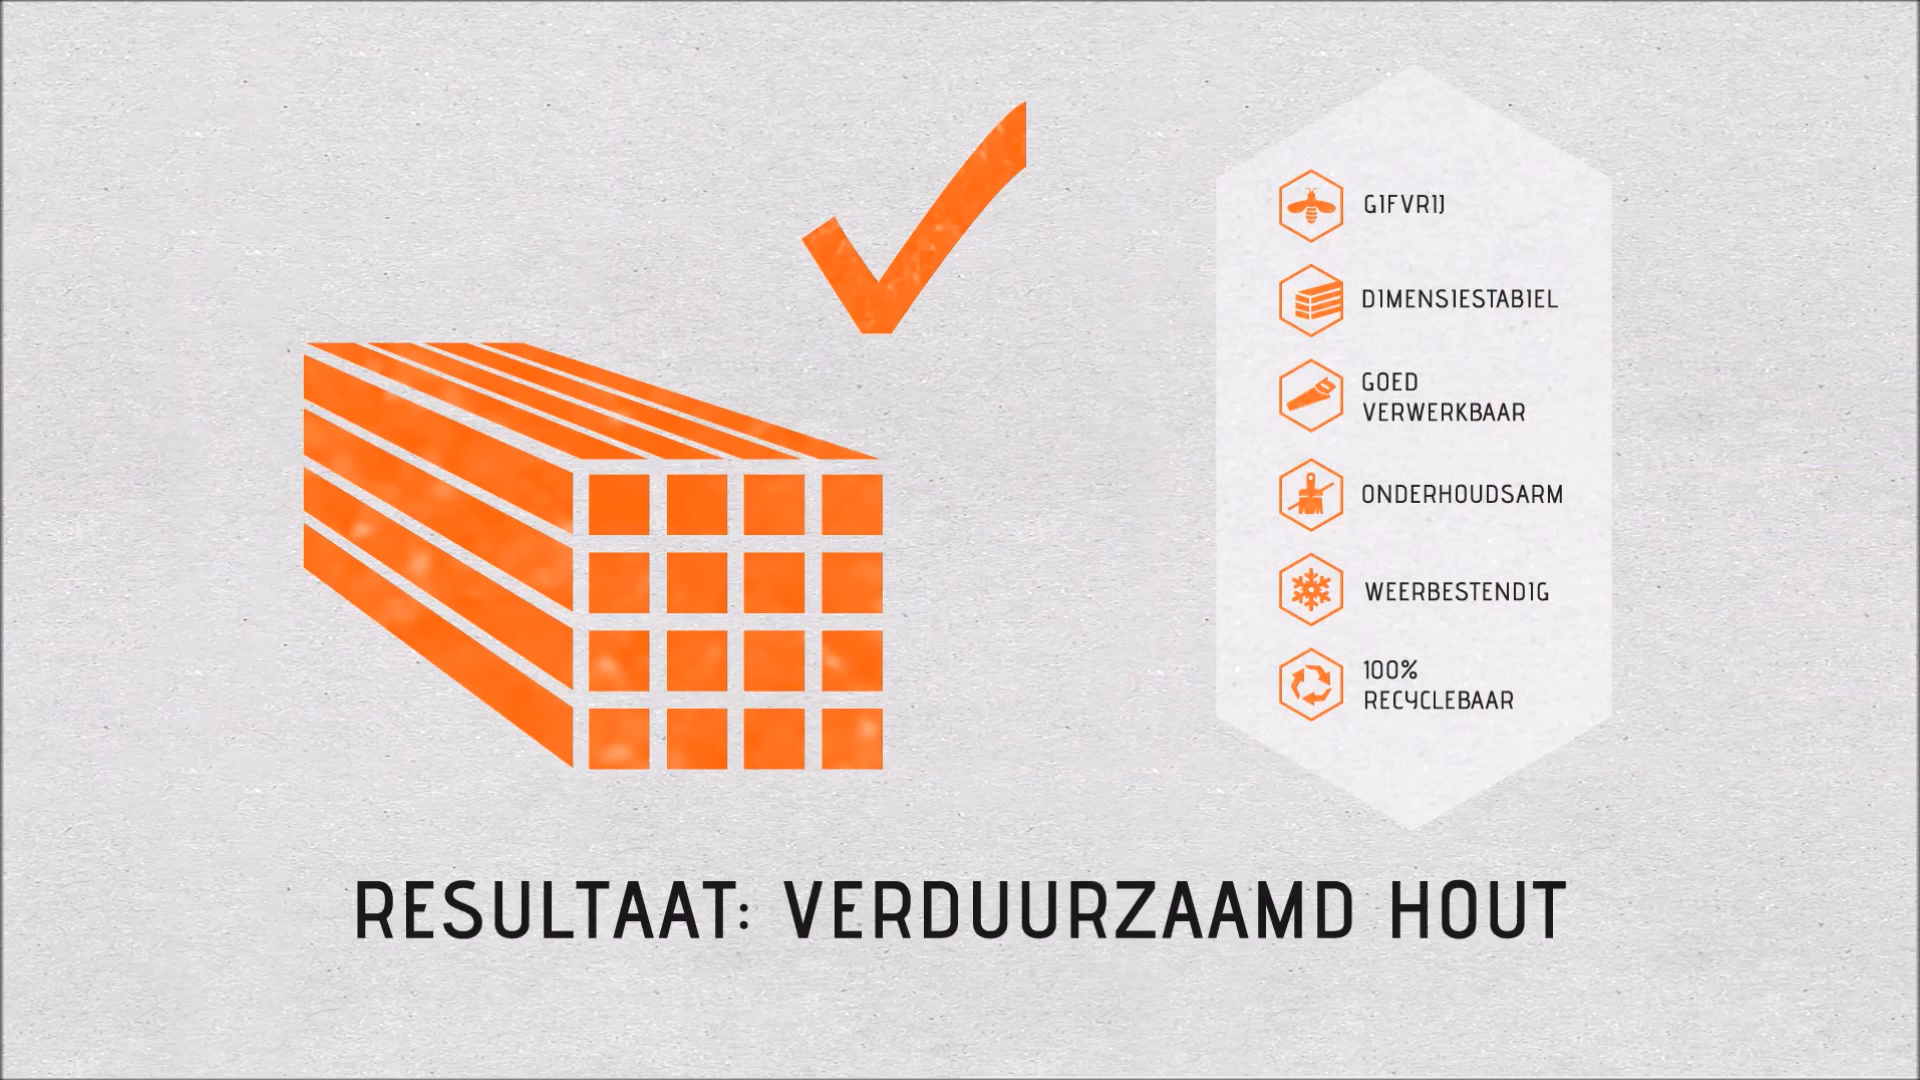 GIFVRIJ
DIMENSIESTABIEL
GOED
VERWERKBAAR
ONDERHOUDSARM
WEERBESTENDIG
100%
RECYCLEBAAR
RESULTAAT: VERDUURZAAMD HOUT